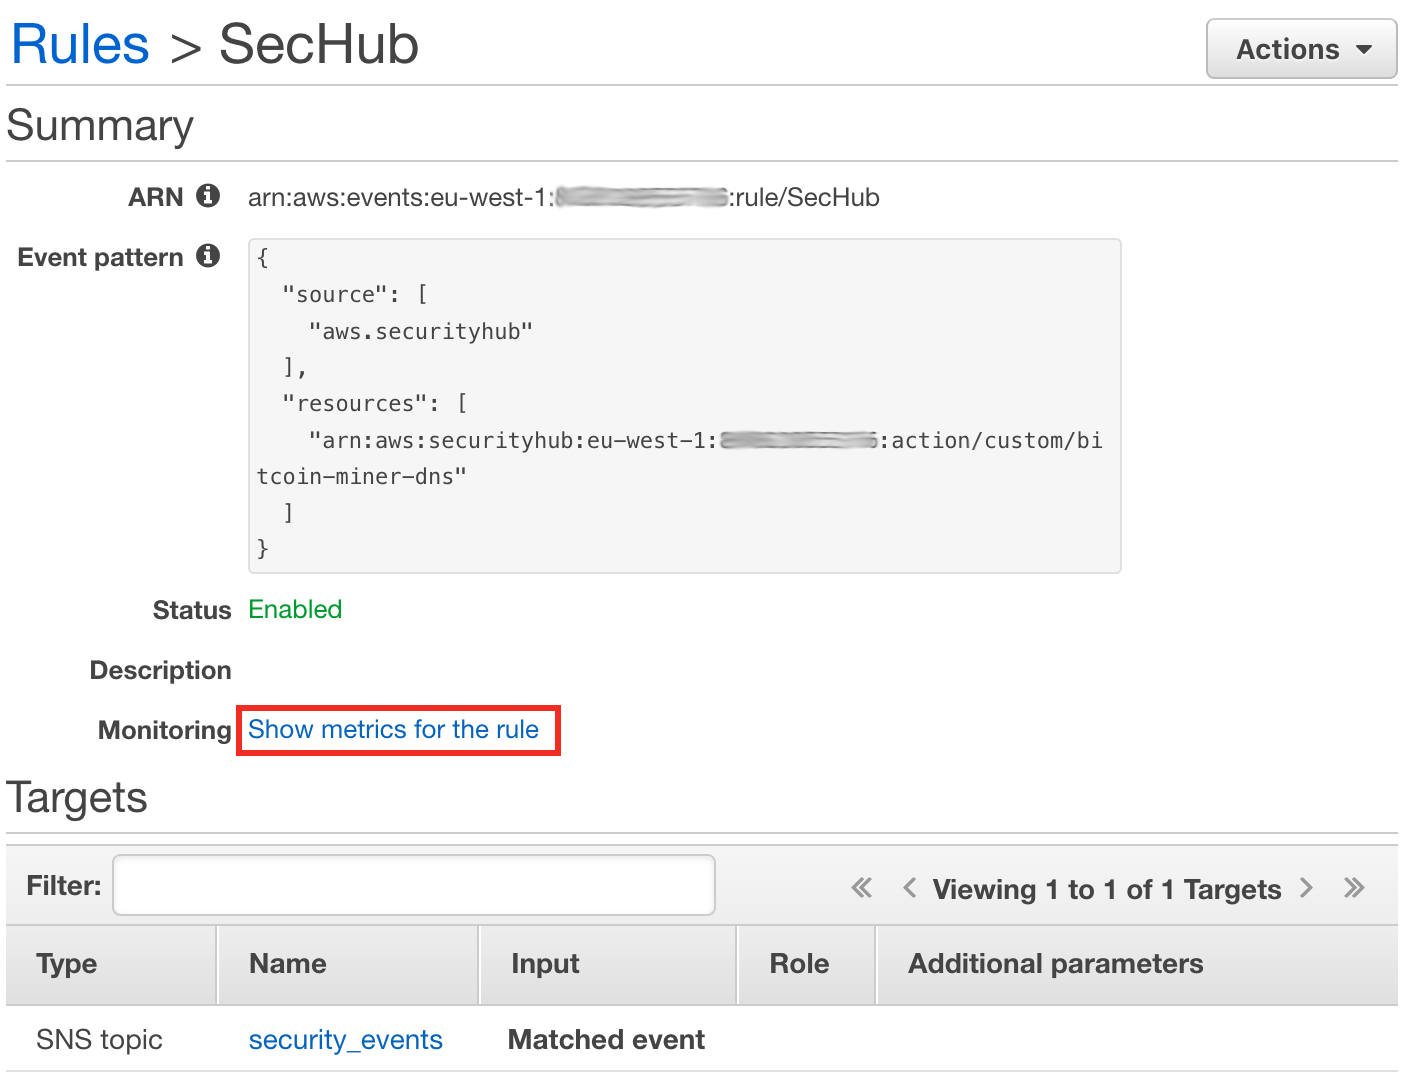 Rules > SecHub
Actions
Summary
ARN arn:aws:events:eu-west-1: :rule/SecHub
Event pattern
{
"source": [
"aws.securityhub"
],
"resources": [
"arn:aws:securityhub:eu-west-1: :action/custom/bi
tcoin-miner-dns"
]
}
Status Enabled
Description
Monitoring Show metrics for the rule
Targets
Filter: « < Viewing 1 to 1 of 1 Targets > »
Type Name Input Role Additional parameters
SNS topic security_events Matched event